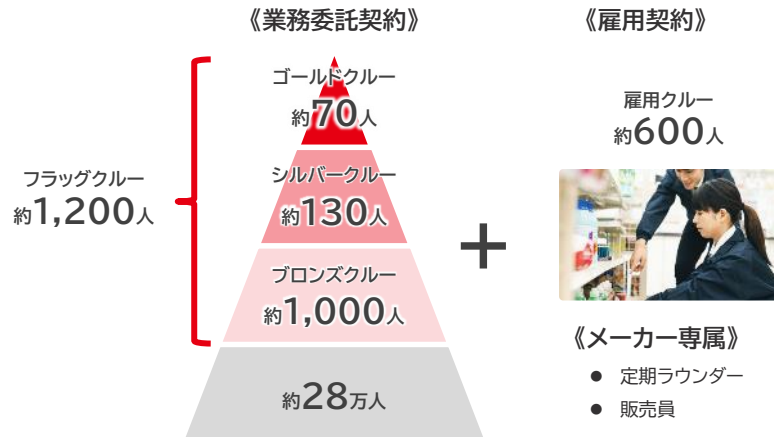 《業務委託契約》
ゴールドクルー
約70人
シルバークルー
約130人
ブロンズクルー
約1,000人
約28万人
フラッグクルー
約1,200人
+
《雇用契約》
雇用クルー
約600人
《メーカー専属》
● 定期ラウンダー
● 販売員